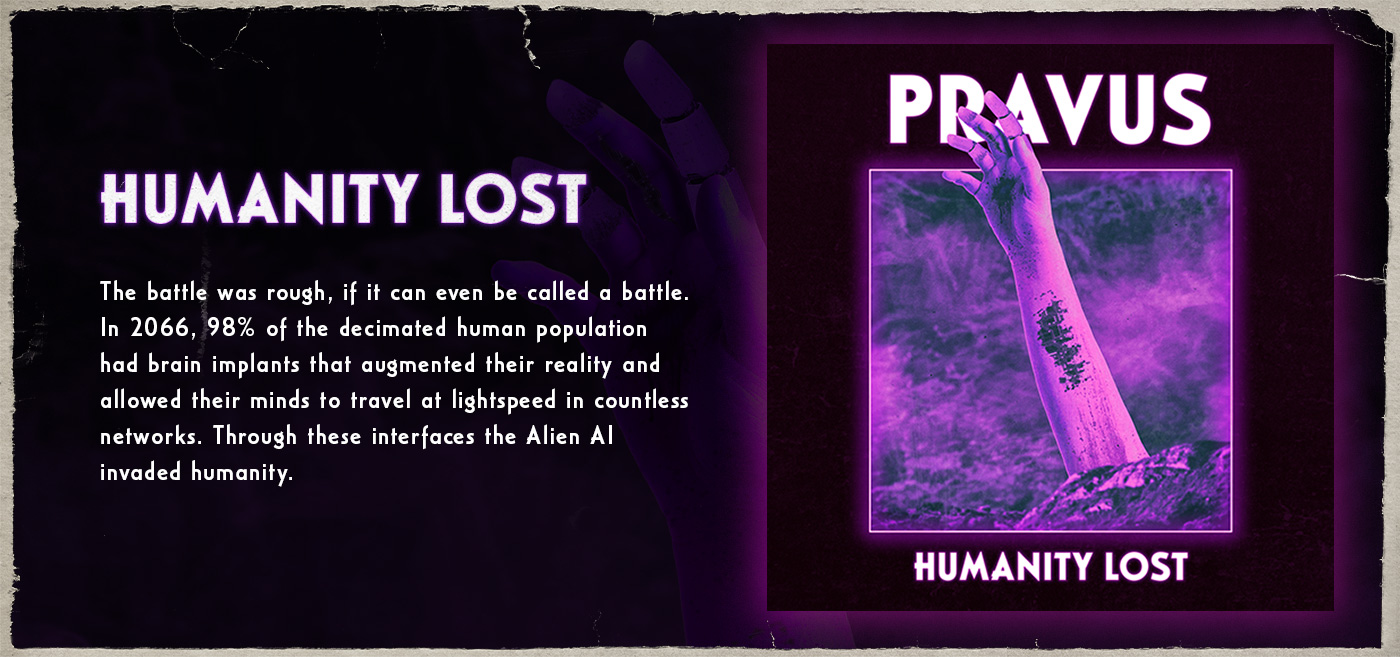 HUMANITY LOST
The battle was rough, if it can even be called a battle.
In 2066, 98% of the decimated human population
had brain implants that augmented their reality and
allowed their minds to travel at lightspeed in countless
networks. Through these interfaces the Alien AI
invaded humanity.
PRAVUS
HUMANITY LOST